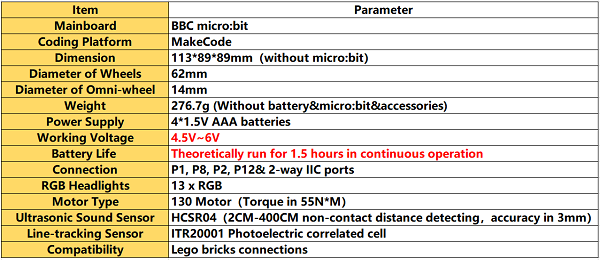 Item Parameter
Mainboard BBC micro:bit
Coding Platform MakeCode
Dimension 113*89*89mm (without micro:bit)
Diameter of Wheels 62mm
Diameter of Omni-wheel 14mm
Weight 276.7g (Without battery&micro:bit&accessories)
Power Supply 4*1.5V AAA batteries
Working Voltage 4.5V~6V
Battery Life Theoretically run for 1.5 hours in continuous operation
Connection P1, P8, P2, P12& 2-way IIC ports
RGB Headlights 13 x RGB
Motor Type 130 Motor (Torque in 55N*M)
Ultrasonic Sound Sensor HCSR04 (2CM-400CM non-contact distance detecting, accuracy in 3mm)
Line-tracking Sensor ITR20001 Photoelectric correlated cell
Compatibility Lego bricks connections